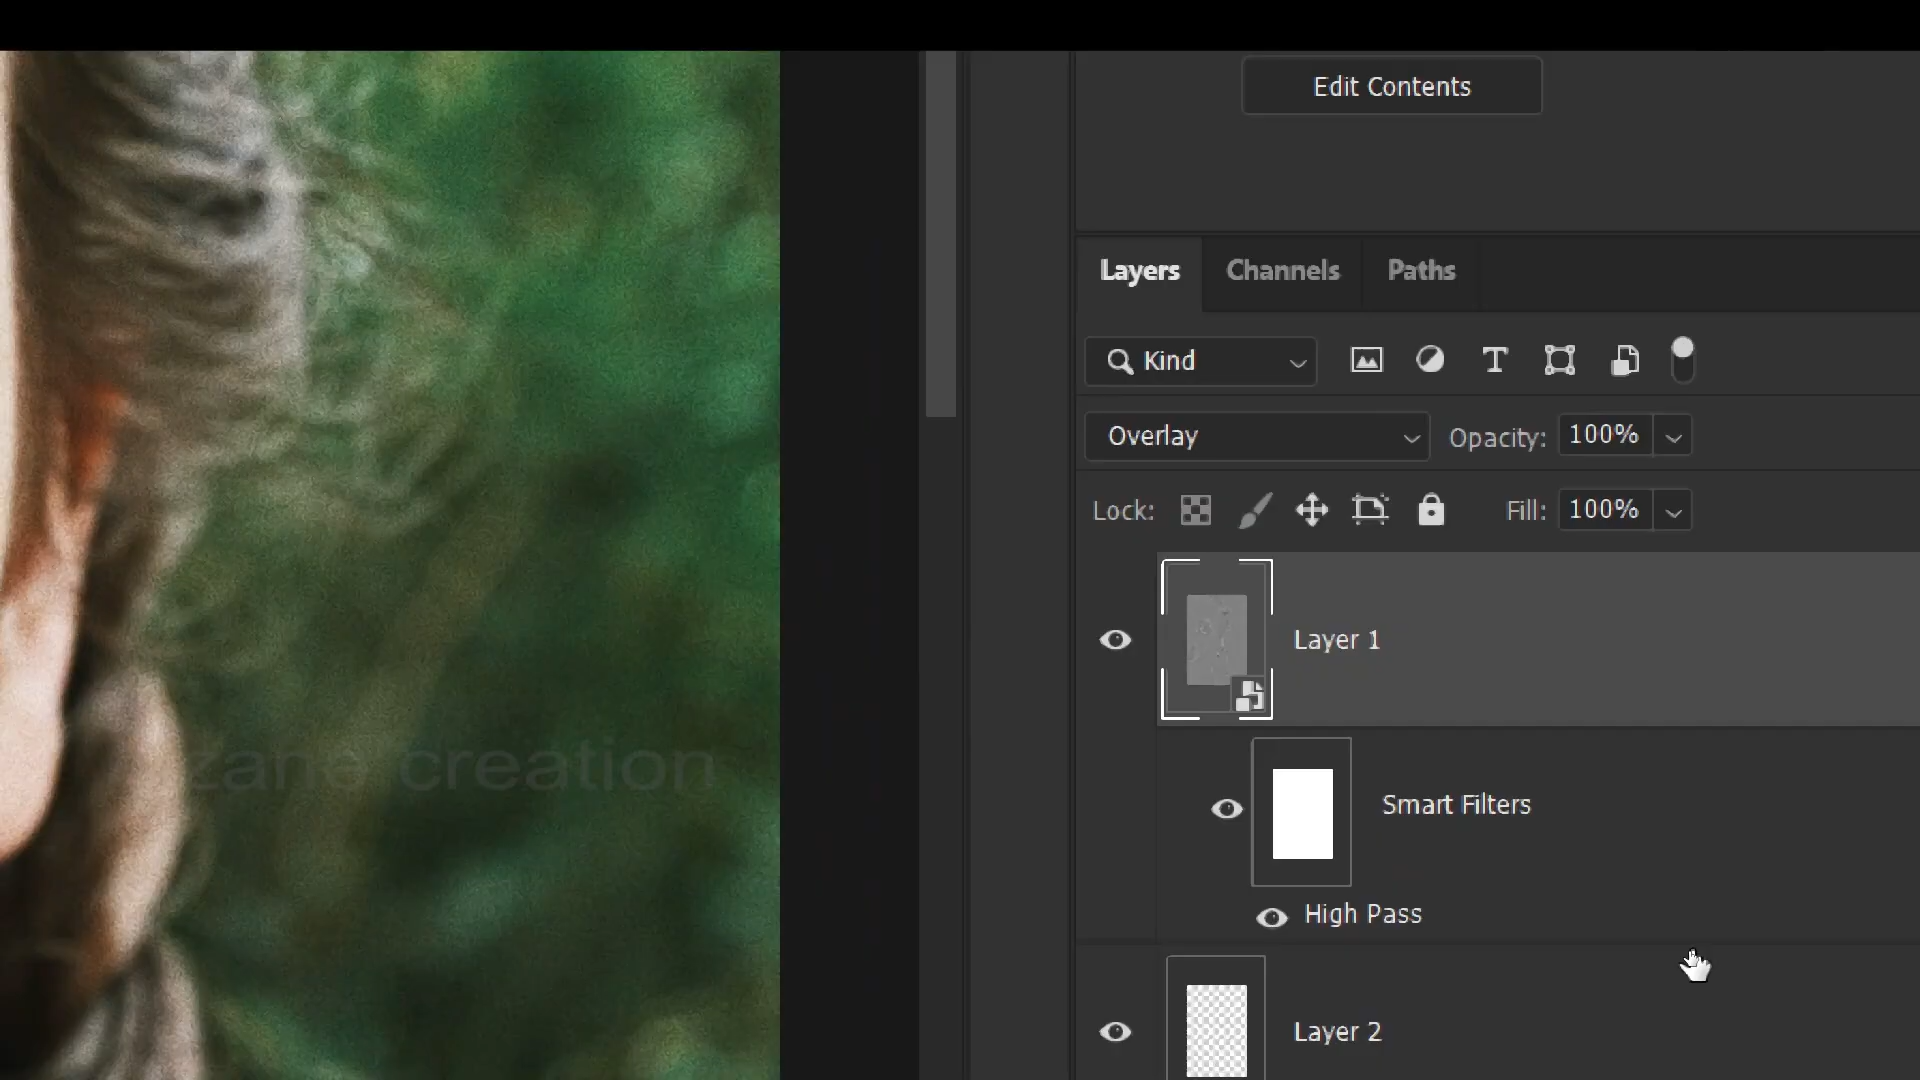 Edit Contents
Layers Channels Paths
Kind
Overlay Opacity: 100%
Lock: Fill: 100%
Layer 1
zane creation
Smart Filters
High Pass
Layer 2